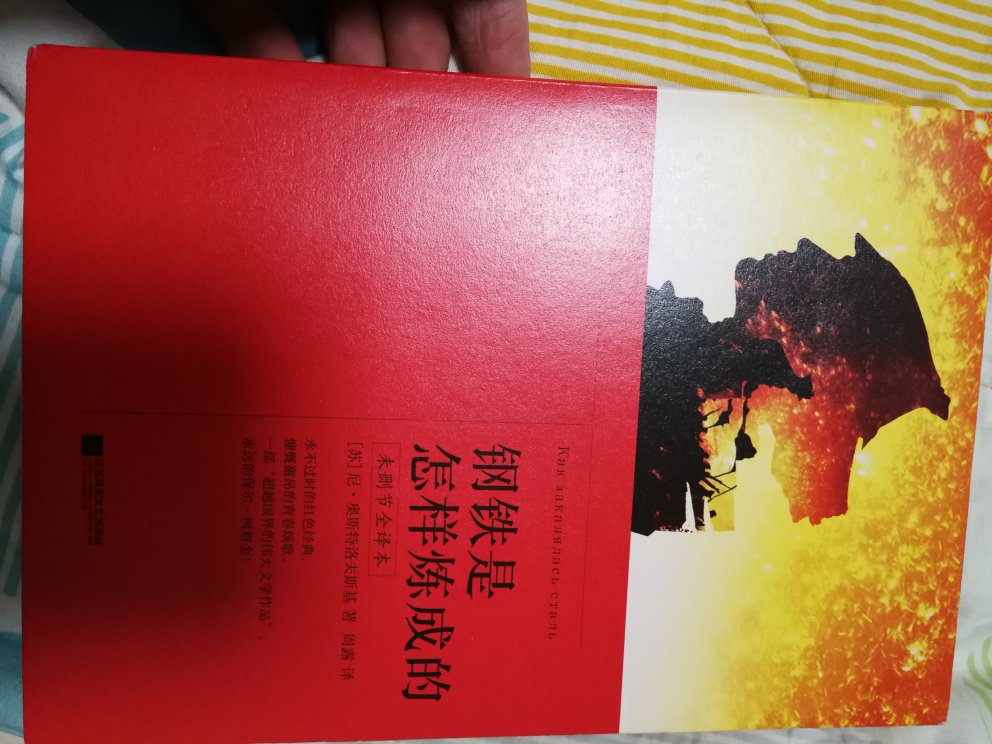 Как закалялась сталь
钢铁是
怎样炼成的
未删节全译本
[苏] 尼·奥斯特洛夫斯基 著 周露 译
永不过时的红色经典，
慷慨激昂的青春颂歌。
一部“超越国界的伟大文学作品”，
永远的保尔·柯察金！